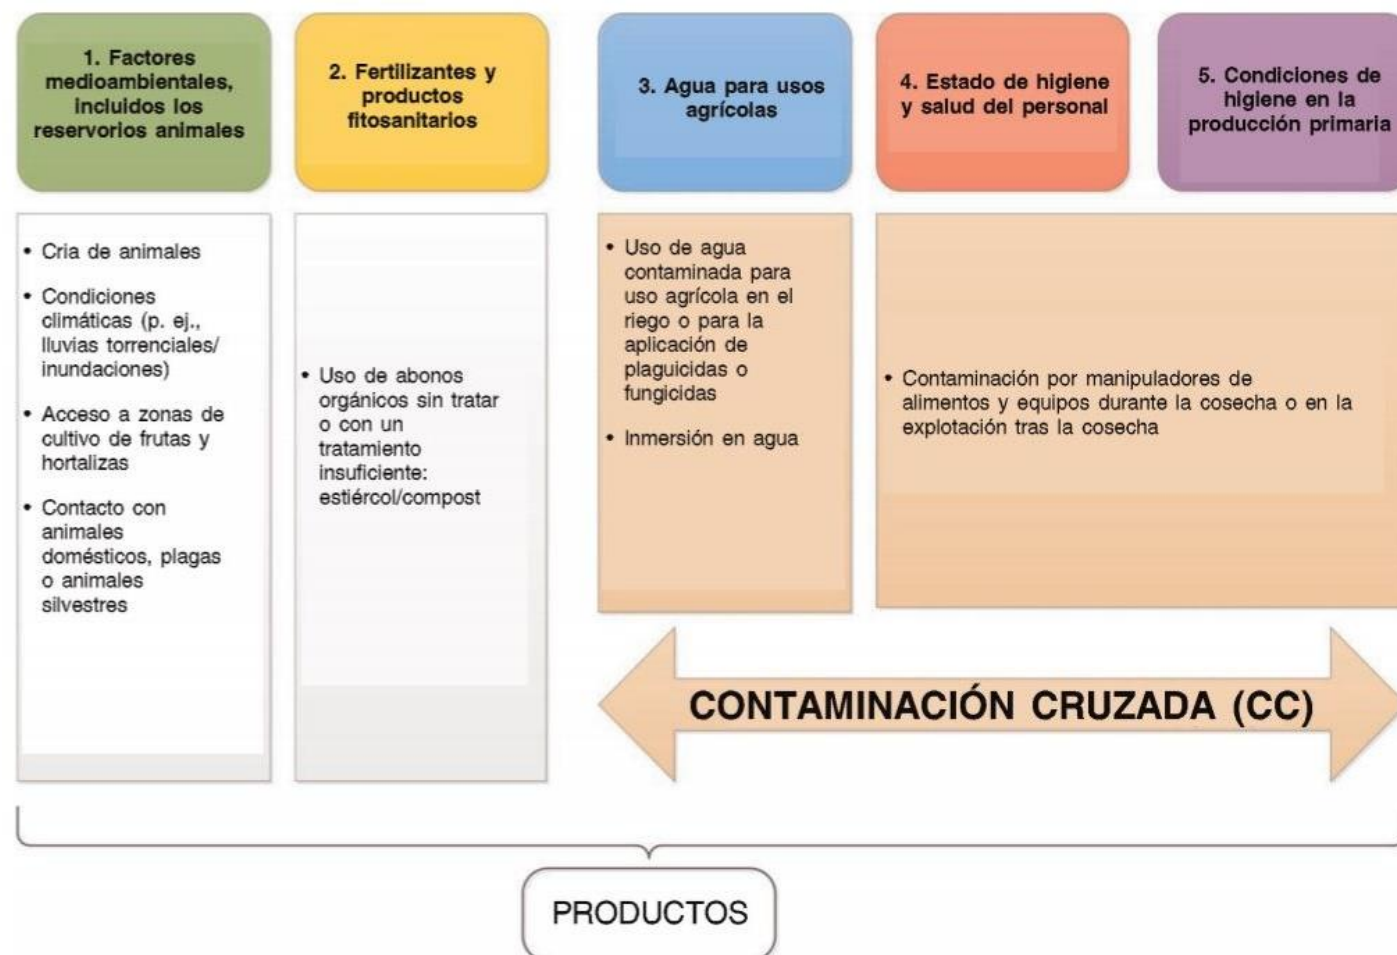 1. Factores
medioambientales,
incluidos los
reservorios animales
2. Fertilizantes y
productos
fitosanitarios
3. Agua para usos
agrícolas
4. Estado de higiene
y salud del personal
5. Condiciones de
higiene en la
producción primaria
• Cria de animales
• Condiciones
climáticas (p. ej.,
lluvias torrenciales/
inundaciones)
• Acceso a zonas de
cultivo de frutas y
hortalizas
• Contacto con
animales
domésticos, plagas
o animales
silvestres
• Uso de abonos
orgánicos sin tratar
o con un
tratamiento
insuficiente:
estiércol/compost
• Uso de agua
contaminada para
uso agrícola en el
riego o para la
aplicación de
plaguicidas o
fungicidas
• Inmersión en agua
• Contaminación por manipuladores de
alimentos y equipos durante la cosecha o en la
explotación tras la cosecha
CONTAMINACIÓN CRUZADA (CC)
PRODUCTOS